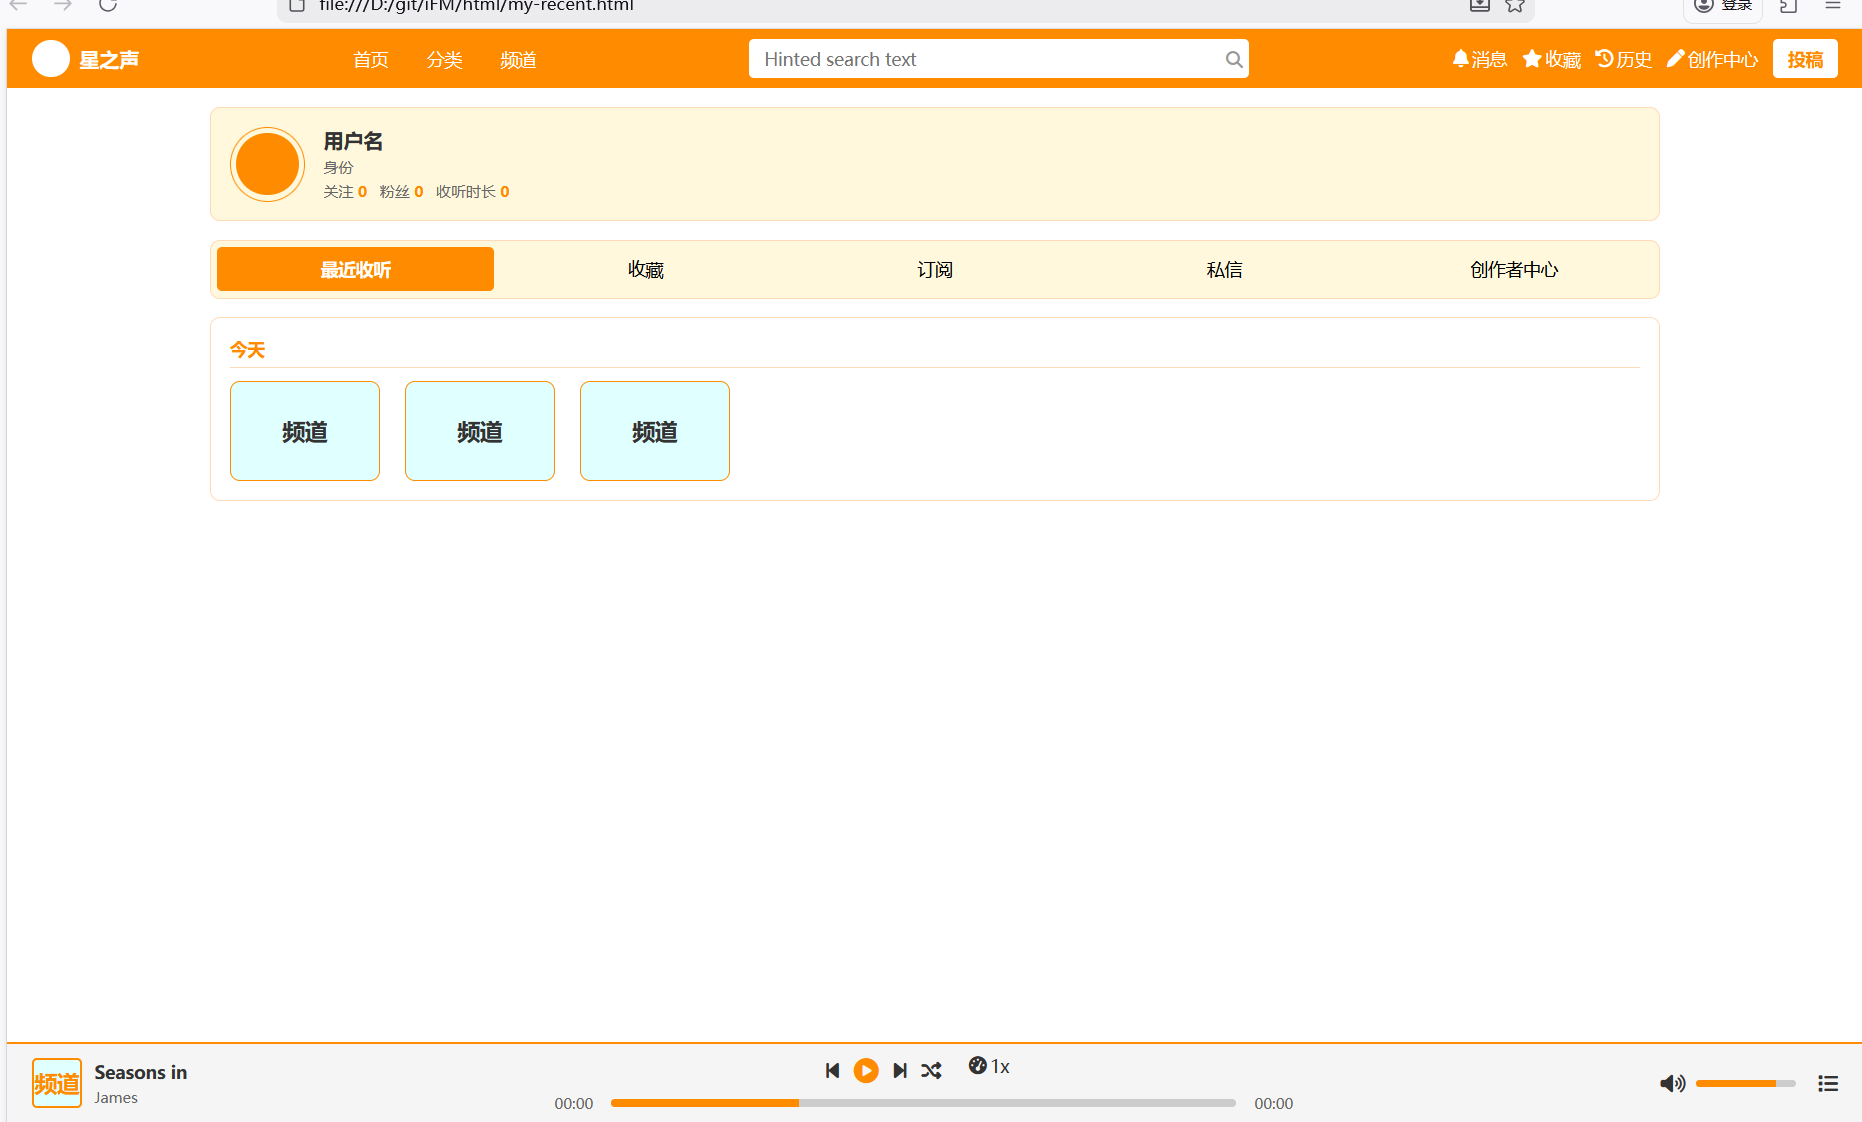 file:///D:/git/iFM/html/my-recent.html
登录
星之声
首页
分类
频道
Hinted search text
消息
收藏
历史
创作中心
投稿
用户名
身份
关注 0 粉丝 0 收听时长 0
最近收听
收藏
订阅
私信
创作者中心
今天
频道
频道
频道
频道
Seasons in
James
1x
00:00
00:00